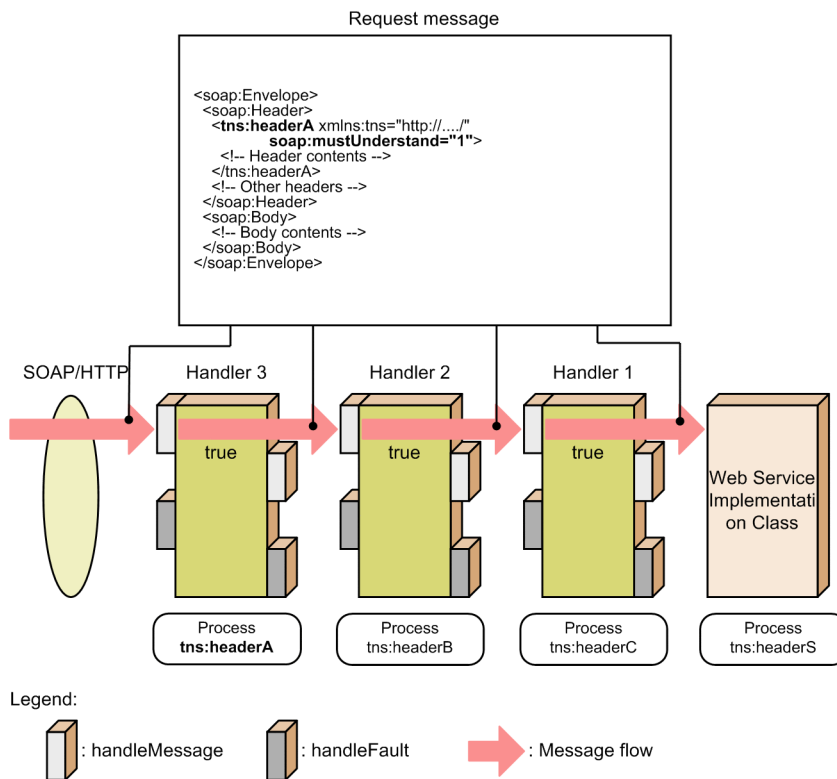 Request message
<soap:Envelope>
<soap:Header>
<tns:headerA xmlns:tns="http://..../"
soap:mustUnderstand="1">
<!-- Header contents -->
</tns:headerA>
<!-- Other headers -->
</soap:Header>
<soap:Body>
<!-- Body contents -->
</soap:Body>
</soap:Envelope>
SOAP/HTTP
Handler 3
Handler 2
Handler 1
true
true
true
Web Service
Implementati
on Class
Process
tns:headerA
Process
tns:headerB
Process
tns:headerC
Process
tns:headerS
Legend:
: handleMessage
: handleFault
: Message flow